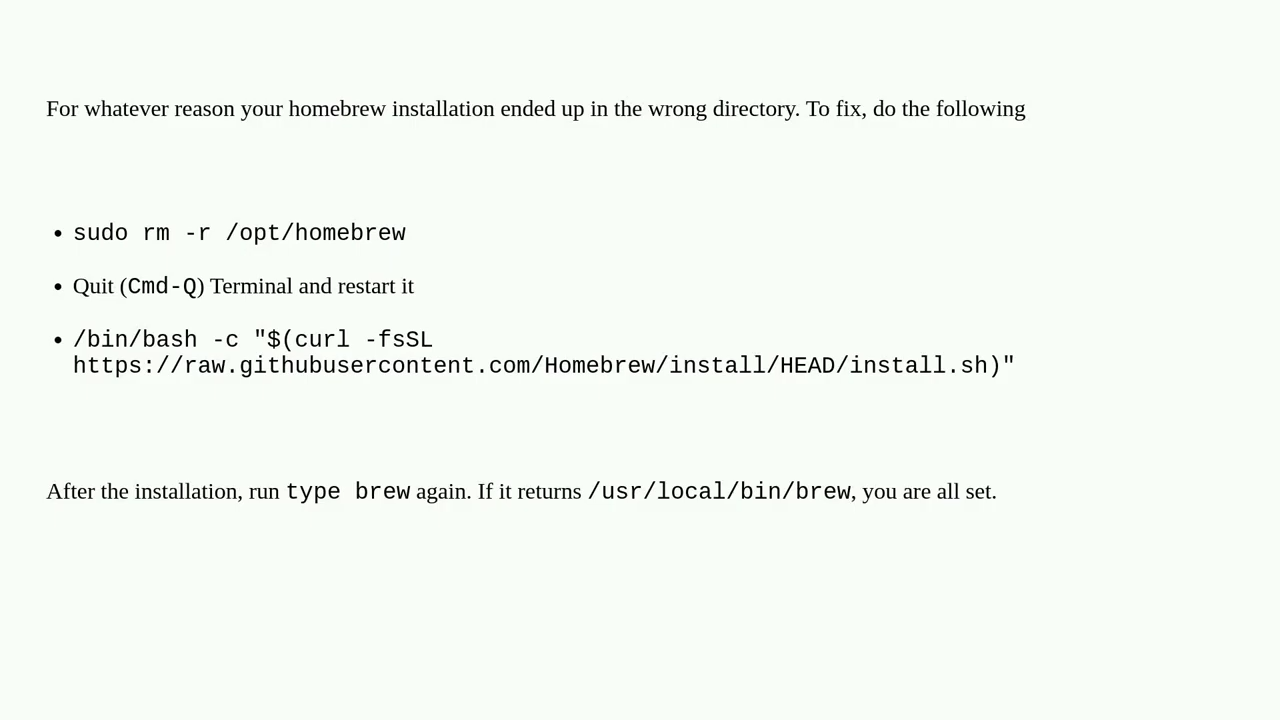 For whatever reason your homebrew installation ended up in the wrong directory. To fix, do the following
• sudo rm -r /opt/homebrew
• Quit (Cmd-Q) Terminal and restart it
• /bin/bash -c "$(curl -fsSL
https://raw.githubusercontent.com/Homebrew/install/HEAD/install.sh)"
After the installation, run type brew again. If it returns /usr/local/bin/brew, you are all set.